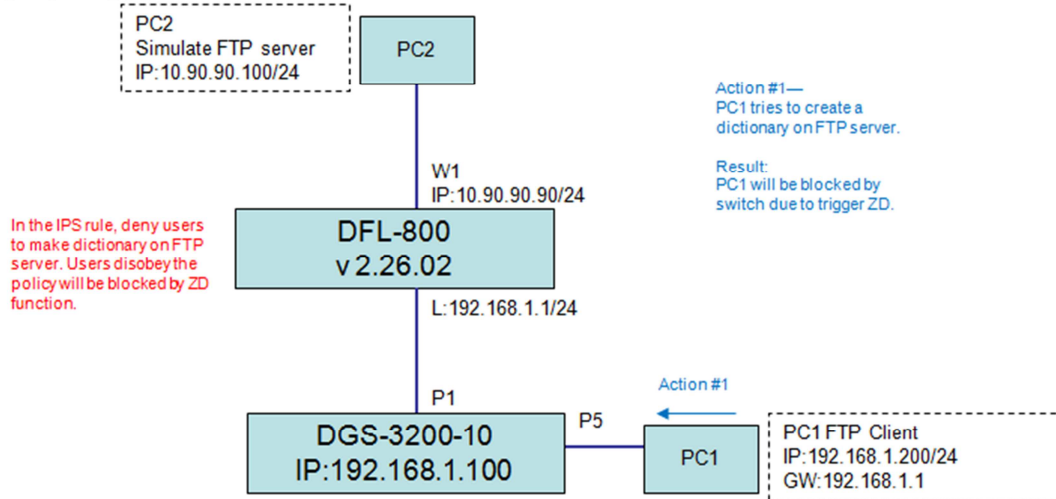 PC2
Simulate FTP server
IP:10.90.90.100/24
PC2
Action #1—
PC1 tries to create a
dictionary on FTP server.
Result:
PC1 will be blocked by
switch due to trigger ZD.
W1
IP:10.90.90.90/24
In the IPS rule, deny users
to make dictionary on FTP
server. Users disobey the
policy will be blocked by ZD
function.
DFL-800
v 2.26.02
L:192.168.1.1/24
P1
Action #1
DGS-3200-10
IP:192.168.1.100
P5
PC1
PC1 FTP Client
IP:192.168.1.200/24
GW:192.168.1.1